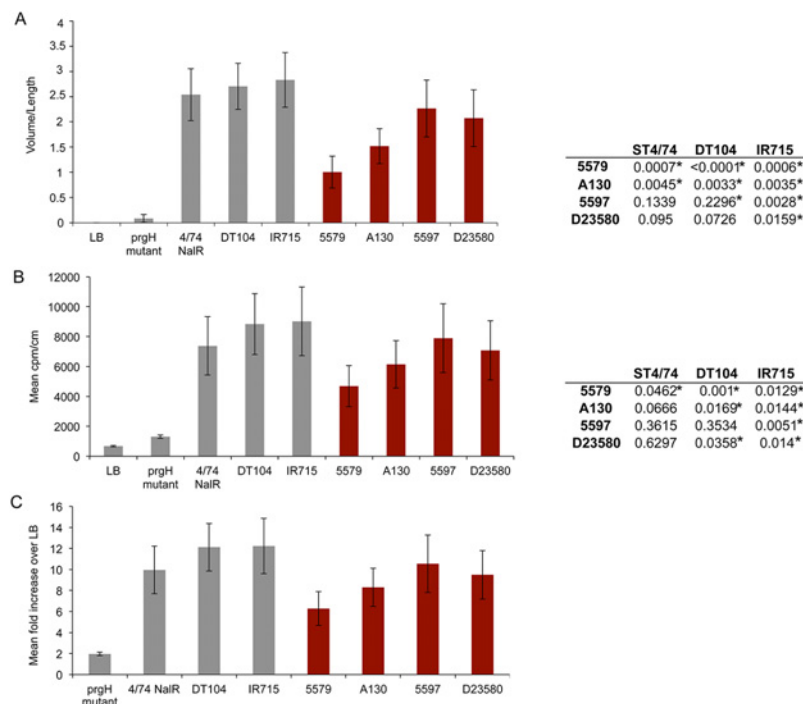 A
4
3.5
3
2.5
2
1.5
1
0.5
0
Volume/Length
LB prgH mutant 4/74 NalR DT104 IR715 5579 A130 5597 D23580
ST4/74 DT104 IR715
5579 0.0007* <0.0001* 0.0006*
A130 0.0045* 0.0033* 0.0035*
5597 0.1339 0.2296* 0.0028*
D23580 0.095 0.0726 0.0159*
B
12000
10000
8000
6000
4000
2000
0
Mean cpm/cm
LB prgH mutant 4/74 NalR DT104 IR715 5579 A130 5597 D23580
ST4/74 DT104 IR715
5579 0.0462* 0.001* 0.0129*
A130 0.0666 0.0169* 0.0144*
5597 0.3615 0.3534 0.0051*
D23580 0.6297 0.0358* 0.014*
C
16
14
12
10
8
6
4
2
0
Mean fold increase over LB
prgH mutant 4/74 NalR DT104 IR715 5579 A130 5597 D23580